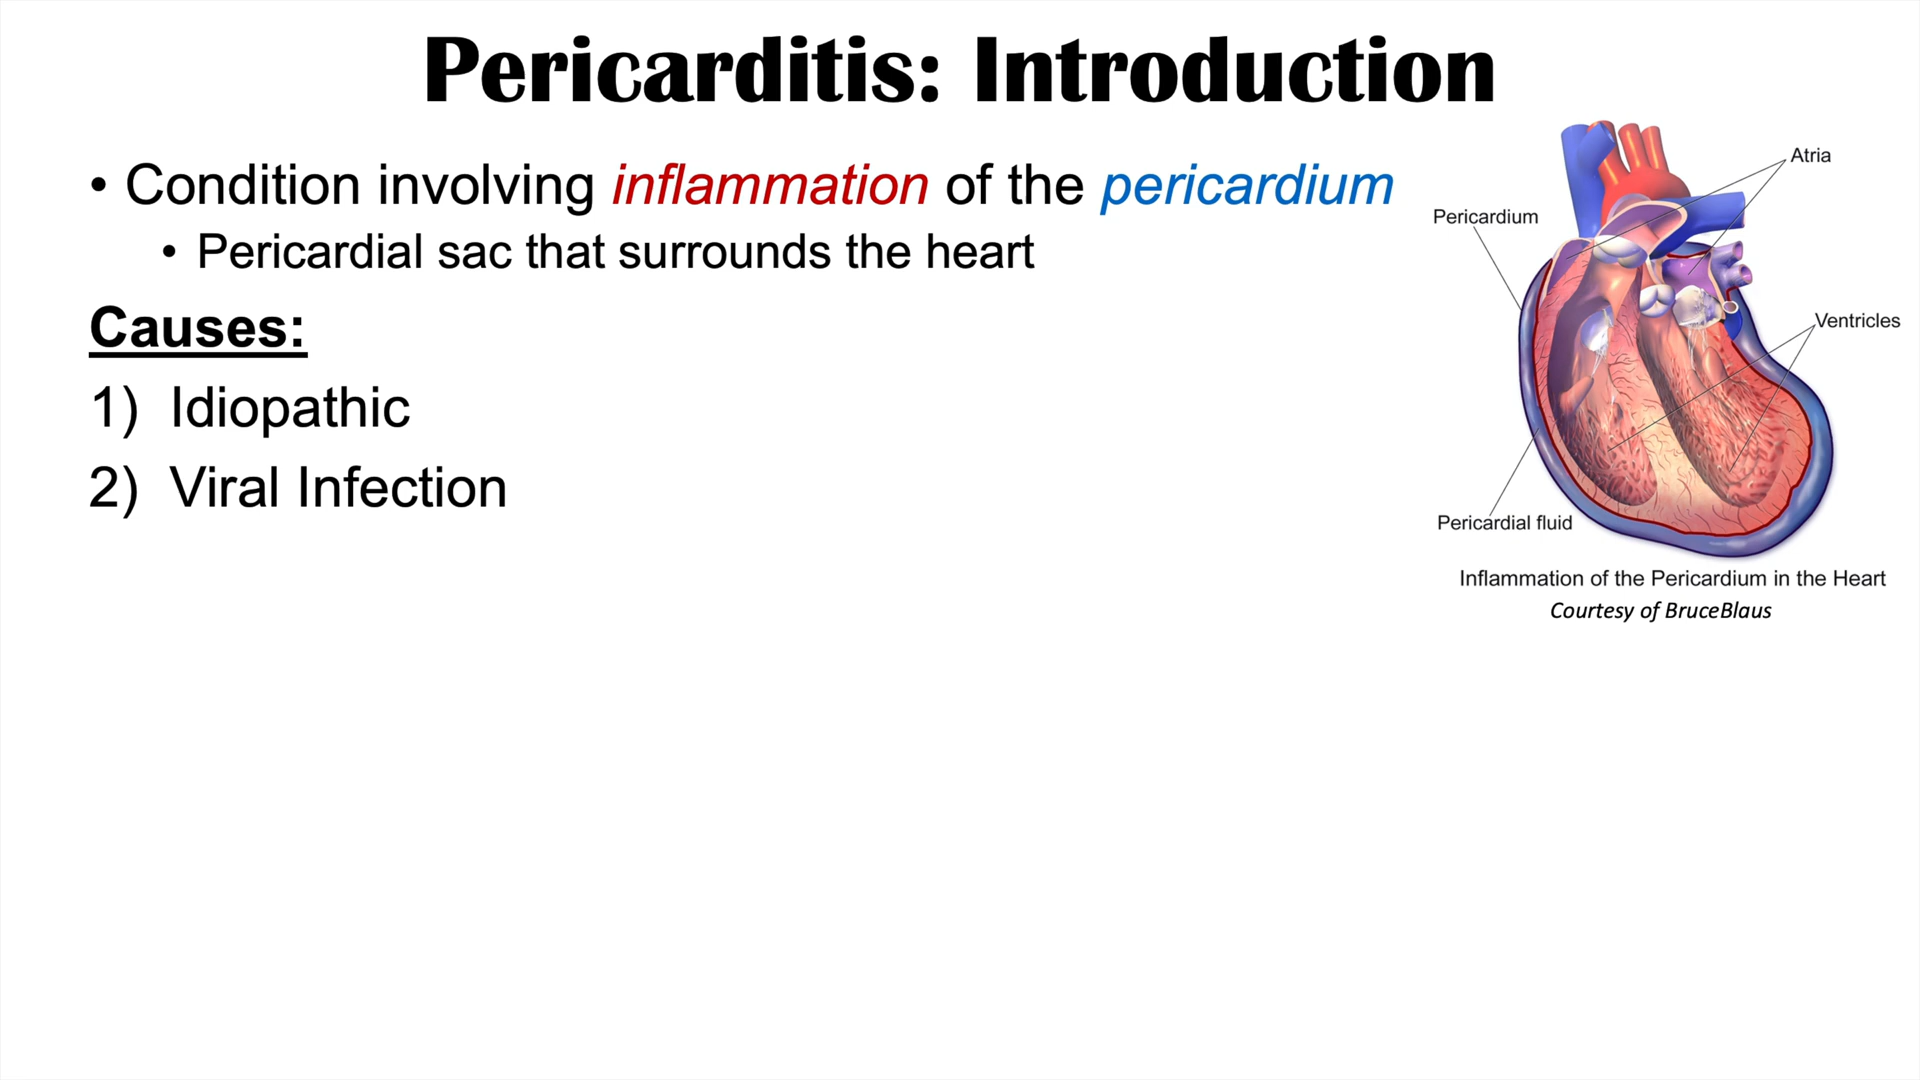 Pericarditis: Introduction
• Condition involving inflammation of the pericardium
• Pericardial sac that surrounds the heart
Causes:
1) Idiopathic
2) Viral Infection
Atria
Pericardium
Ventricles
Pericardial fluid
Inflammation of the Pericardium in the Heart
Courtesy of BruceBlaus